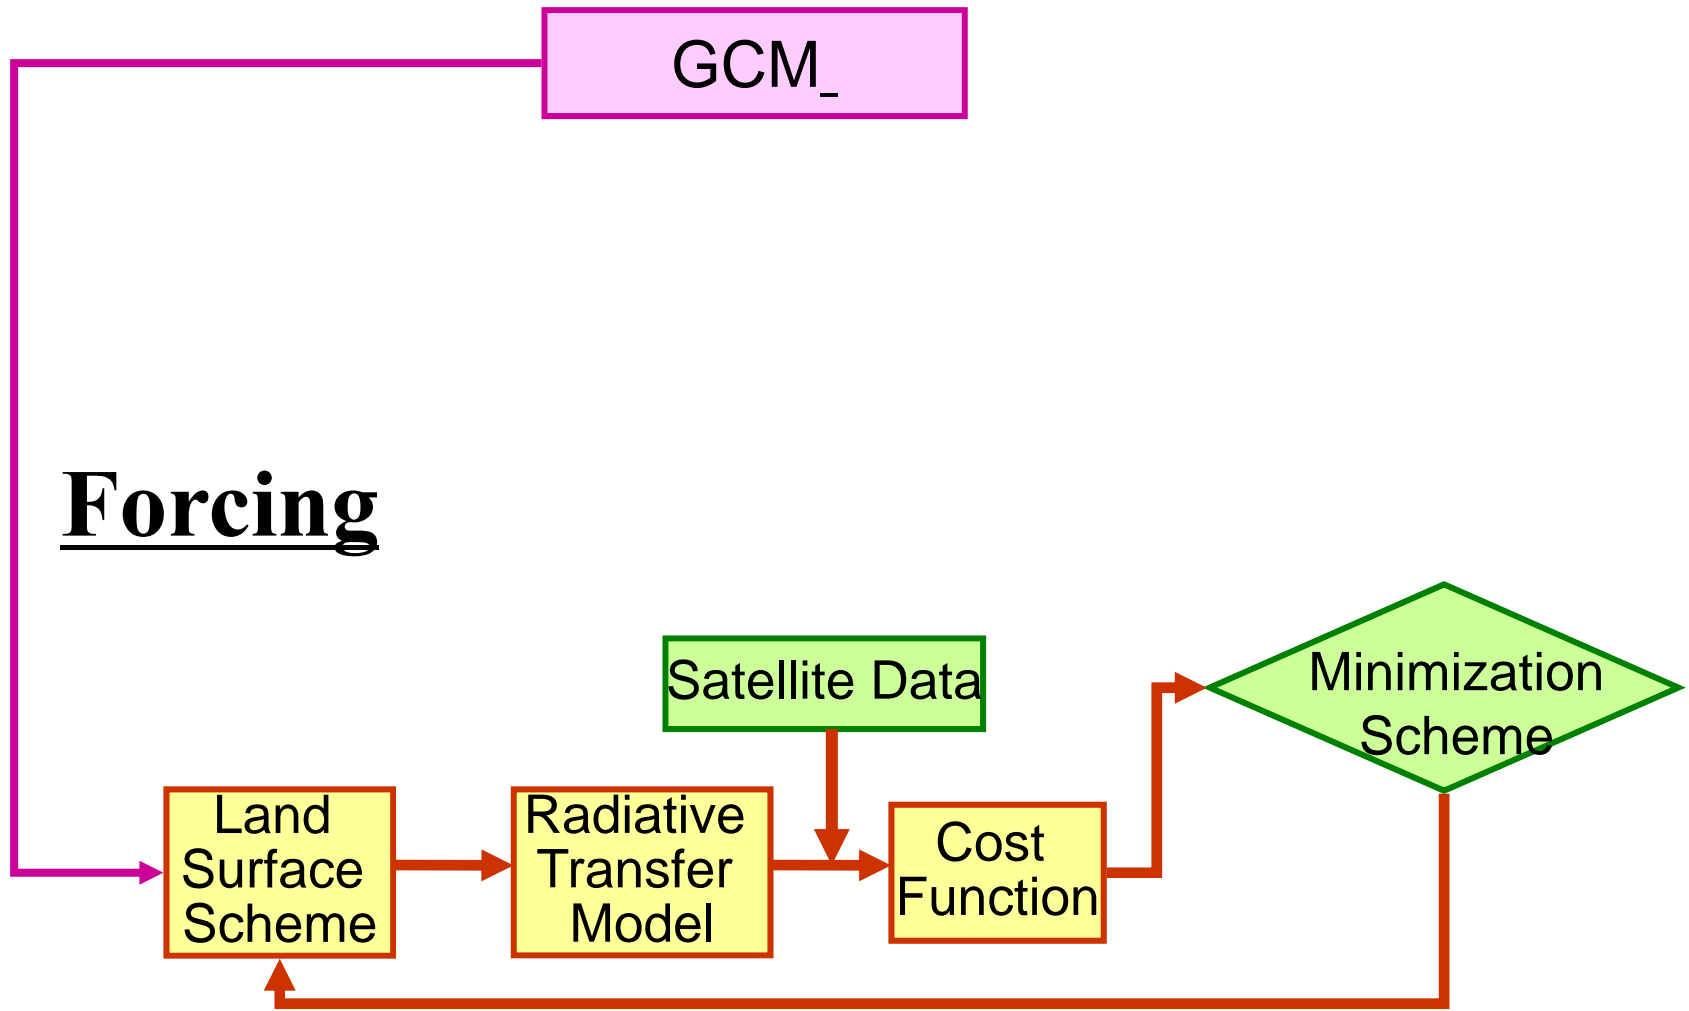 GCM_
Forcing
Satellite Data
Minimization
Scheme
Land
Surface
Scheme
Radiative
Transfer
Model
Cost
Function